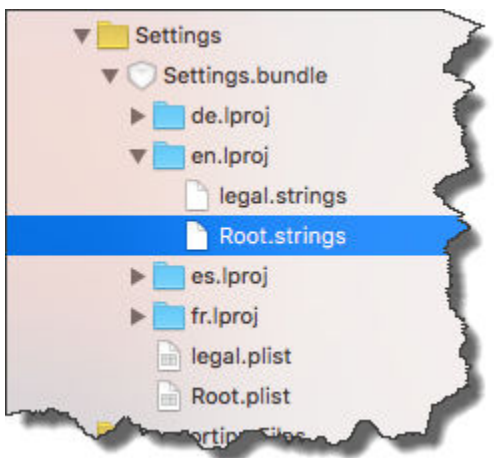 Settings
Settings.bundle
de.lproj
en.lproj
legal.strings
Root.strings
es.lproj
fr.lproj
legal.plist
Root.plist